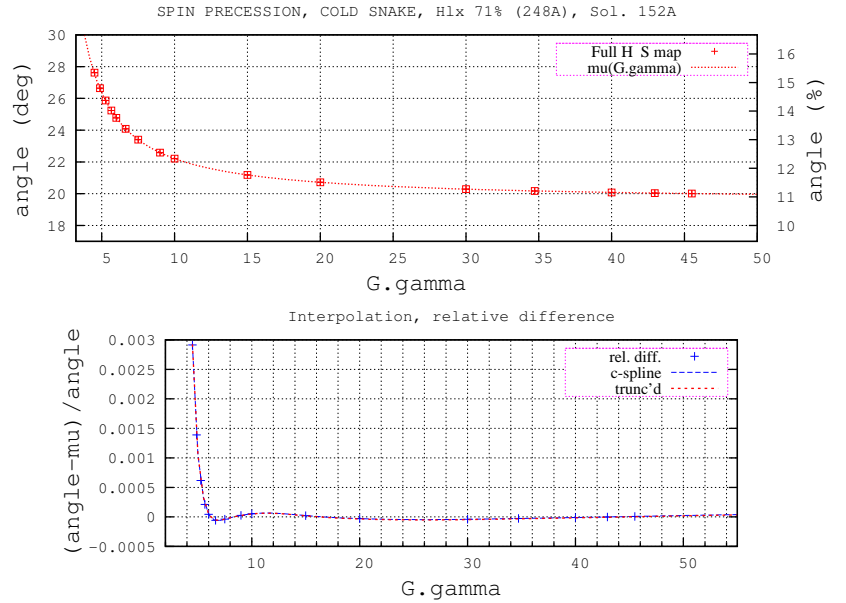 SPIN PRECESSION, COLD SNAKE, Hlx 71% (248A), Sol. 152A
30
28
26
24
22
20
18
angle (deg)
Full H S map
mu(G.gamma)
16
15
14
13
12
11
10
angle (%)
5 10 15 20 25 30 35 40 45 50
G.gamma
Interpolation, relative difference
0.003
0.0025
0.002
0.0015
0.001
0.0005
0
-0.0005
(angle-mu)/angle
rel. diff.
c-spline
trunc'd
10 20 30 40 50
G.gamma